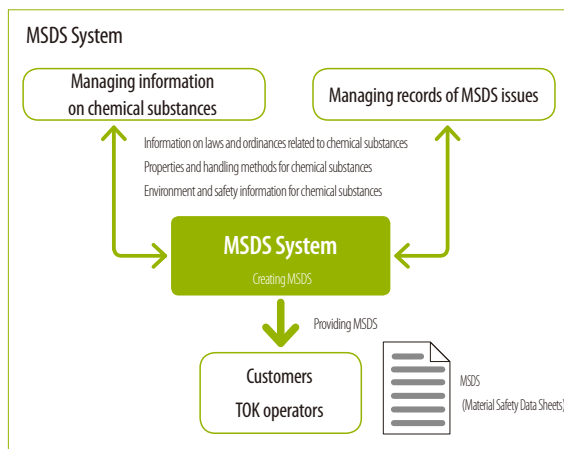 MSDS System
Managing information
on chemical substances
Managing records of MSDS issues
Information on laws and ordinances related to chemical substances
Properties and handling methods for chemical substances
Environment and safety information for chemical substances
MSDS System
Creating MSDS
Providing MSDS
Customers
TOK operators
MSDS
(Material Safety Data Sheets)